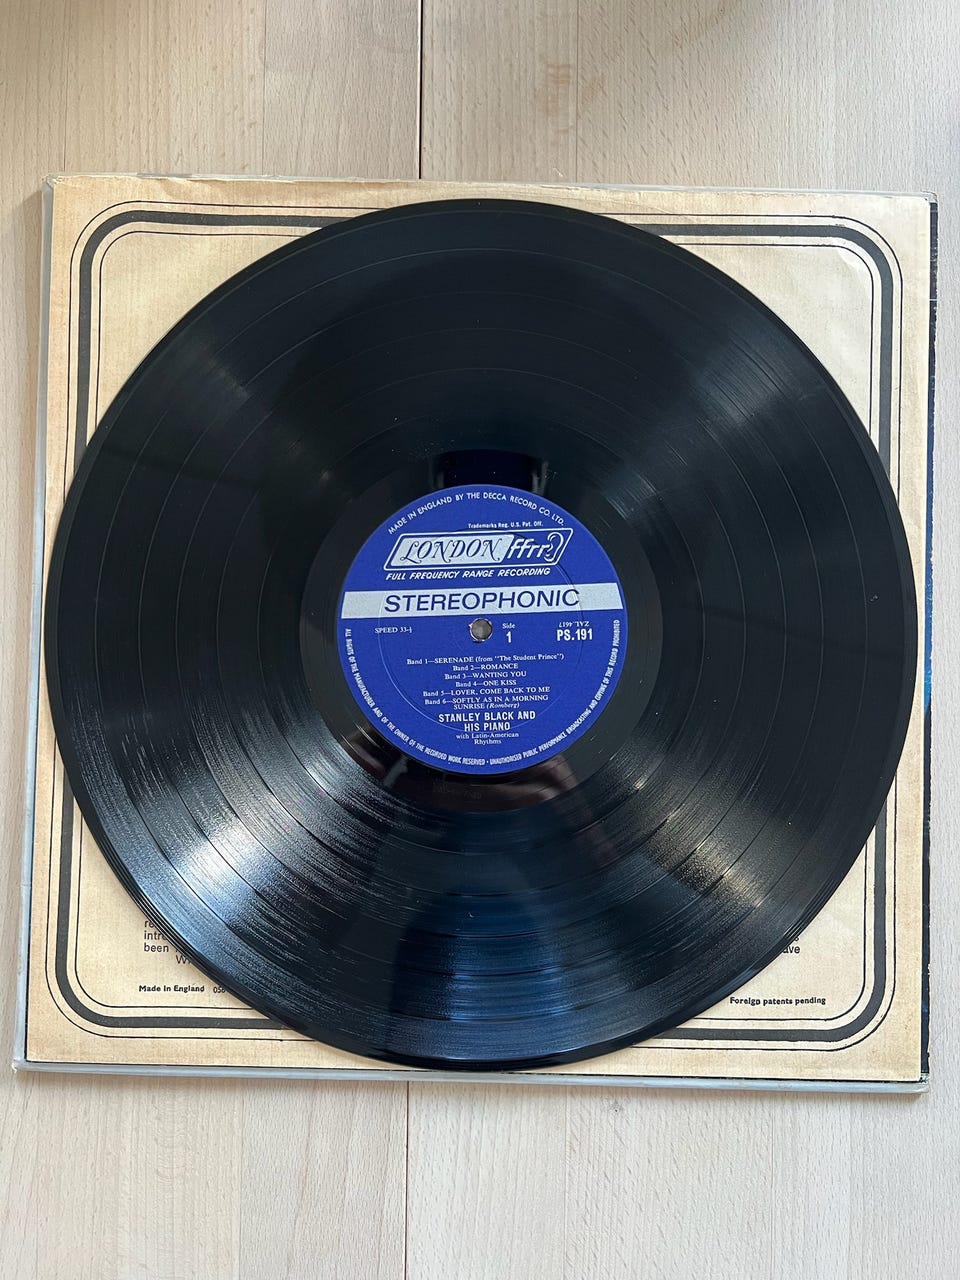 MADE IN ENGLAND BY THE DECCA RECORD CO. LTD.
Trademarks Reg. U.S. Pat. Off.
LONDON ffrr
FULL FREQUENCY RANGE RECORDING
STEREOPHONIC
SPEED 33-⅓
Side
1
ZAL.4617
PS.191
Band 1—SERENADE (from "The Student Prince")
Band 2—ROMANCE
Band 3—WANTING YOU
Band 4—ONE KISS
Band 5—LOVER, COME BACK TO ME
Band 6—SOFTLY AS IN A MORNING
SUNRISE (Romberg)
STANLEY BLACK AND
HIS PIANO
with Latin-American
Rhythms
ALL RIGHTS OF THE MANUFACTURER AND OF THE OWNER OF THE RECORDED WORK RESERVED · UNAUTHORISED PUBLIC PERFORMANCE BROADCASTING AND COPYING OF THIS RECORD PROHIBITED
been
Made in England
Foreign patents pending